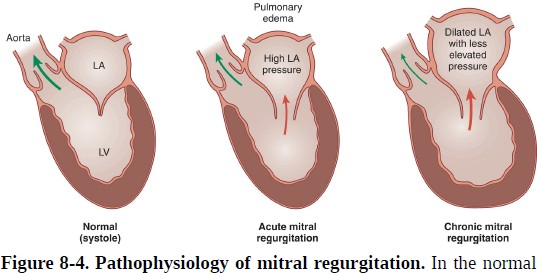 Pulmonary
edema
Aorta
LA
LV
High LA
pressure
Dilated LA
with less
elevated
pressure
Normal
(systole)
Acute mitral
regurgitation
Chronic mitral
regurgitation
Figure 8-4. Pathophysiology of mitral regurgitation. In the normal